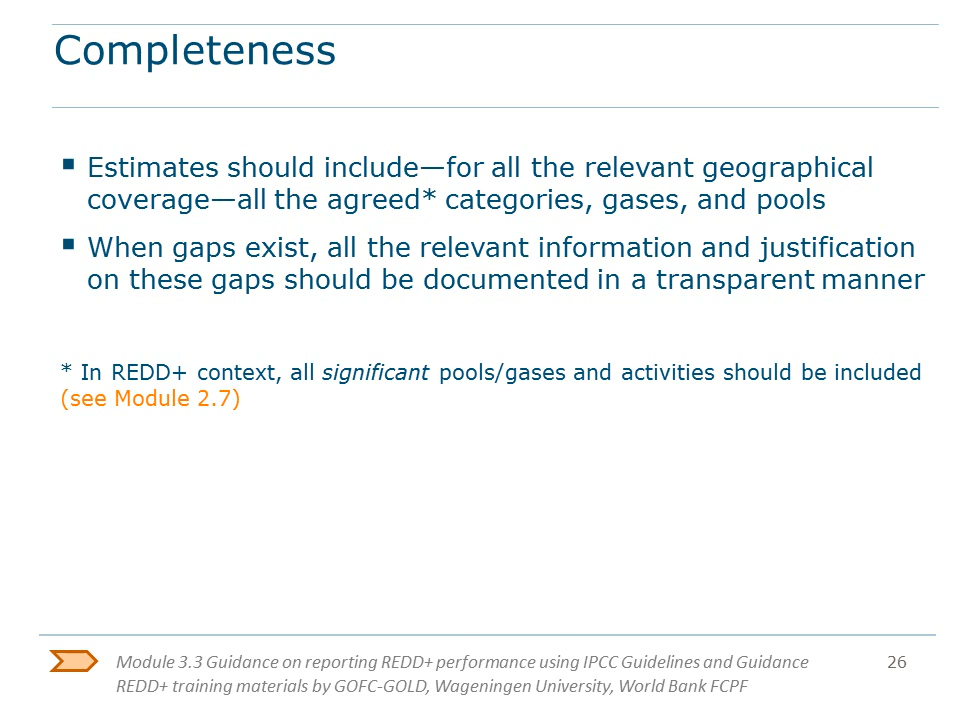 Completeness
▪ Estimates should include—for all the relevant geographical
coverage—all the agreed* categories, gases, and pools
▪ When gaps exist, all the relevant information and justification
on these gaps should be documented in a transparent manner
* In REDD+ context, all significant pools/gases and activities should be included
(see Module 2.7)
Module 3.3 Guidance on reporting REDD+ performance using IPCC Guidelines and Guidance
REDD+ training materials by GOFC-GOLD, Wageningen University, World Bank FCPF
26